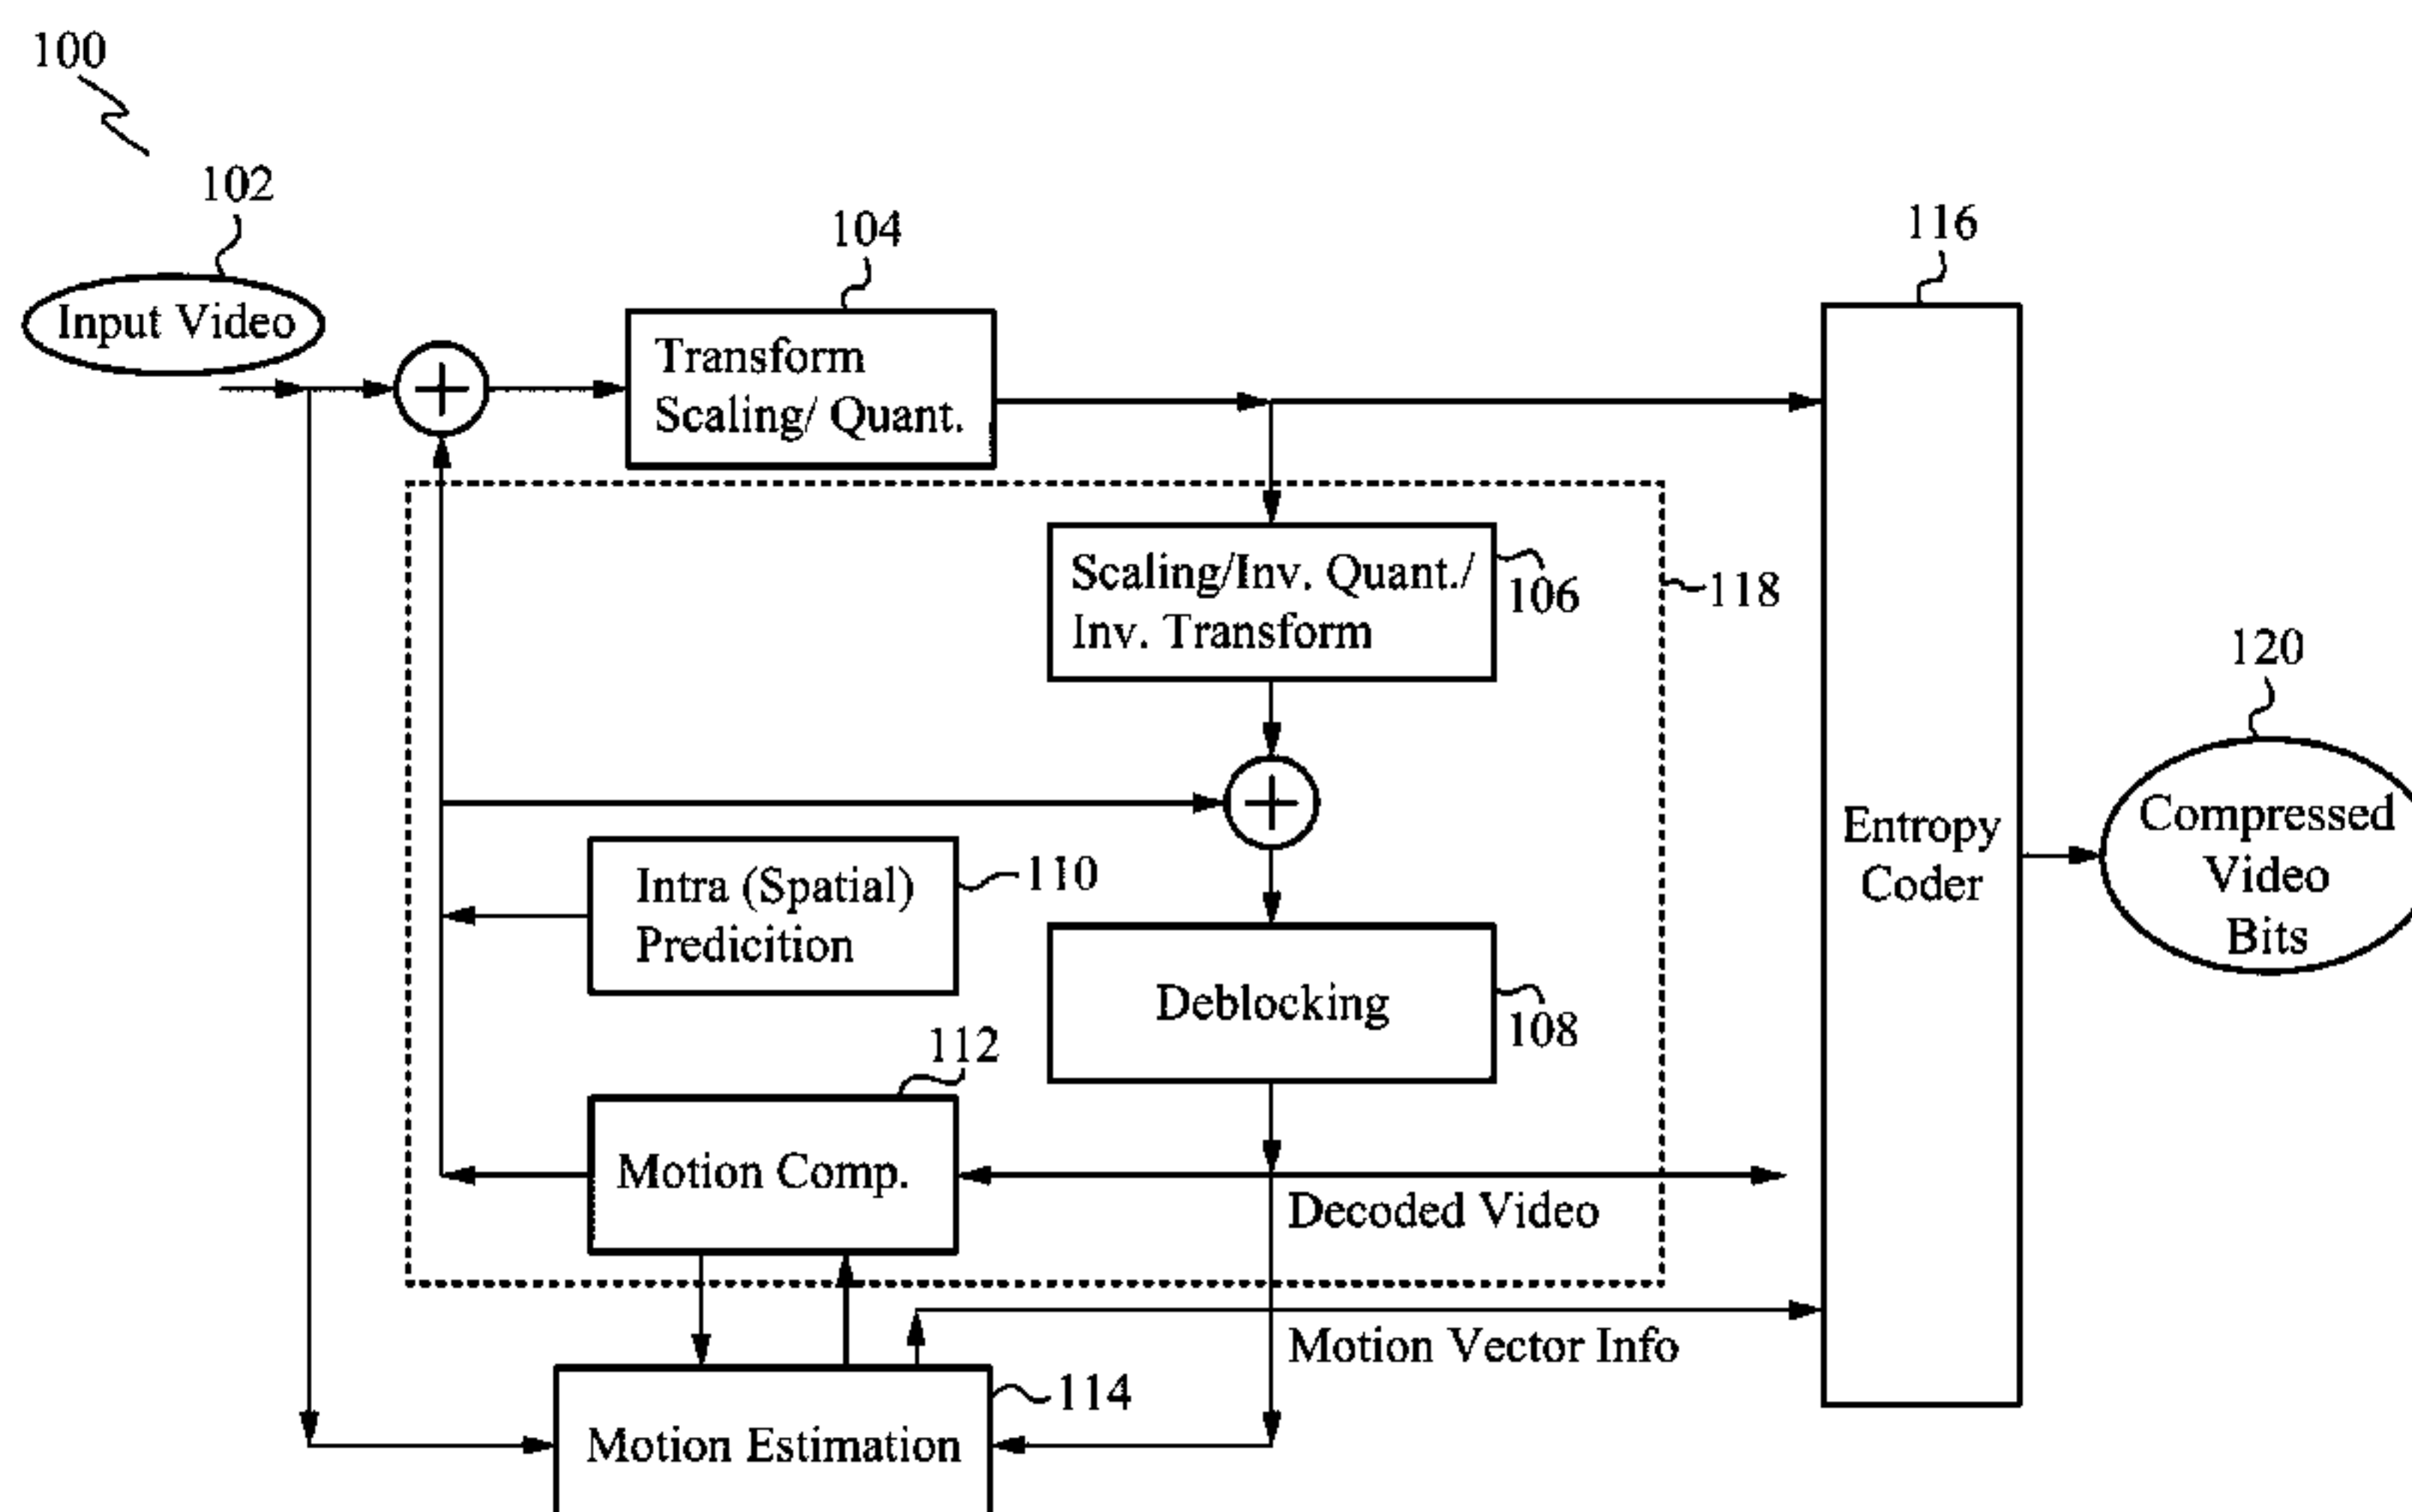 100
102
Input Video
104
Transform
Scaling/ Quant.
116
Scaling/Inv. Quant./
Inv. Transform
106
118
120
Compressed
Video
Bits
Entropy
Coder
Intra (Spatial)
Predicition
110
Deblocking
108
112
Motion Comp.
Decoded Video
Motion Vector Info
114
Motion Estimation